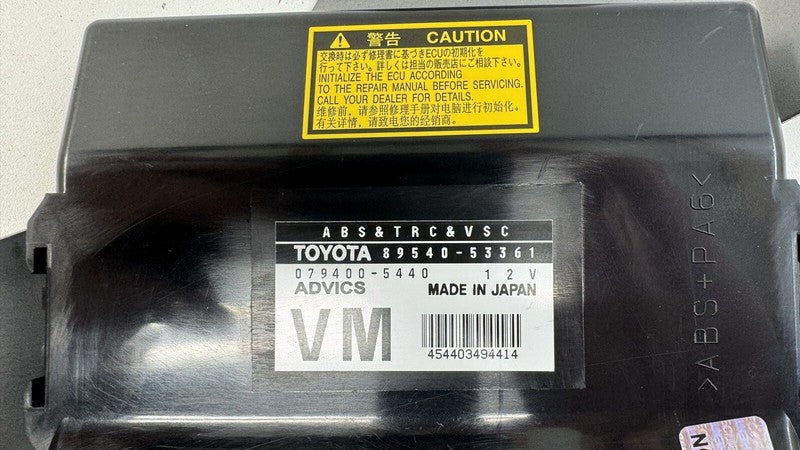 警告 CAUTION
交換時は必ず修理書に基づきECUの初期化を
行って下さい。詳しくは担当の販売店にご相談下さい。
INITIALIZE THE ECU ACCORDING
TO THE REPAIR MANUAL BEFORE SERVICING.
CALL YOUR DEALER FOR DETAILS.
维修前，请参照修理手册对电脑进行初始化。
有关详情，请致电您的经销商。
ABS&TRC&VSC
TOYOTA 89540-53361
079400-5440 12V
ADVICS MADE IN JAPAN
VM
454403494414
>ABS+PA6<